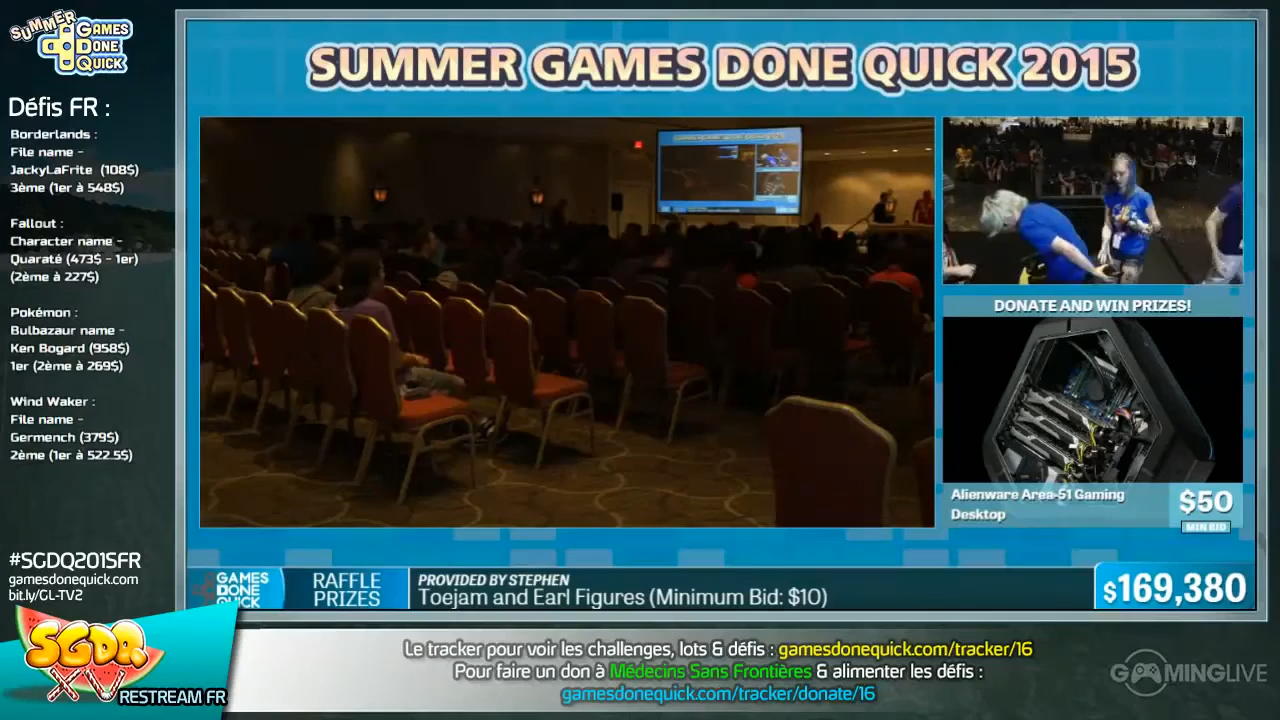 SUMMER
GAMES
DONE
QUICK
Défis FR :
Borderlands :
File name -
JackyLaFrite (108$)
3ème (1er à 548$)
Fallout :
Character name -
Quaraté (473$ - 1er)
(2ème à 227$)
Pokémon :
Bulbazaur name -
Ken Bogard (958$)
1er (2ème à 269$)
Wind Waker :
File name -
Germench (379$)
2ème (1er à 522.5$)
#SGDQ2015FR
gamesdonequick.com
bit.ly/GL-TV2
SGDQ
XV
RESTREAM FR
SUMMER GAMES DONE QUICK 2015
DONATE AND WIN PRIZES!
Alienware Area-51 Gaming
Desktop
$50
MIN BID
GAMES
DONE
QUICK
RAFFLE
PRIZES
PROVIDED BY STEPHEN
Toejam and Earl Figures (Minimum Bid: $10)
$169,380
Le tracker pour voir les challenges, lots & défis : gamesdonequick.com/tracker/16
Pour faire un don à Médecins Sans Frontières & alimenter les défis :
gamesdonequick.com/tracker/donate/16
GAMINGLIVE